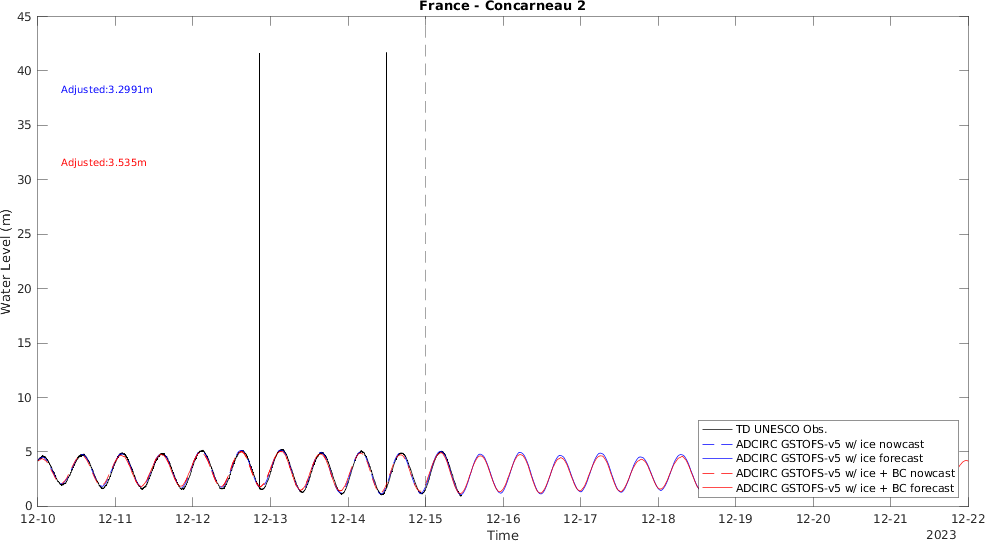 France - Concarneau 2
45
40
35
30
25
20
15
10
5
0
Water Level (m)
Adjusted:3.2991m
Adjusted:3.535m
TD UNESCO Obs.
ADCIRC GSTOFS-v5 w/ ice nowcast
ADCIRC GSTOFS-v5 w/ ice forecast
ADCIRC GSTOFS-v5 w/ ice + BC nowcast
ADCIRC GSTOFS-v5 w/ ice + BC forecast
12-10 12-11 12-12 12-13 12-14 12-15 12-16 12-17 12-18 12-19 12-20 12-21 12-22
Time
2023